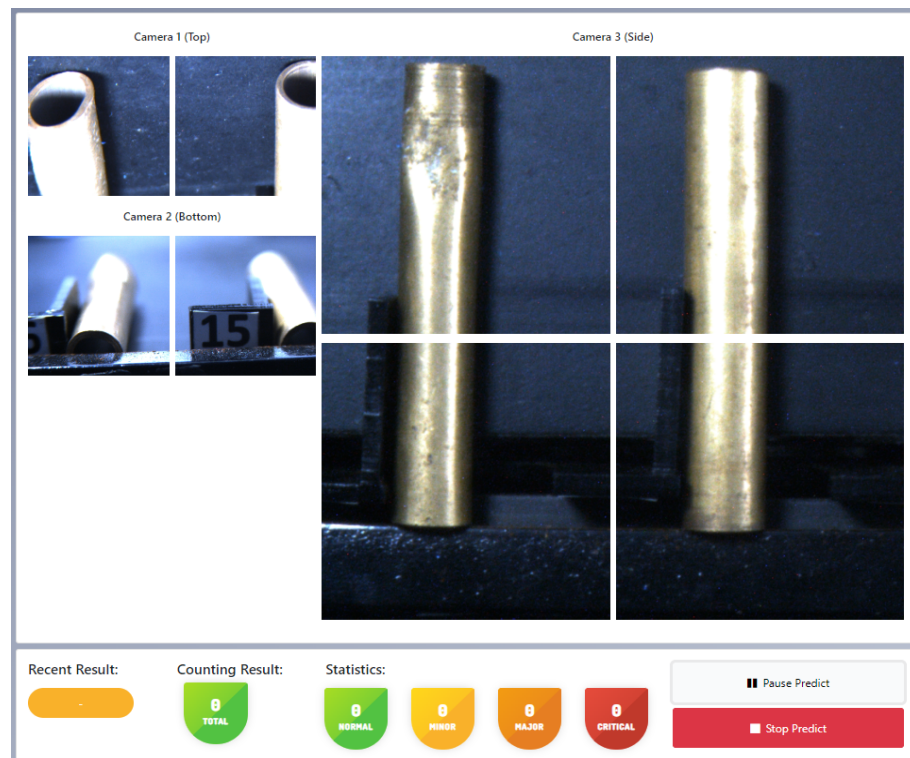 Camera 1 (Top)
Camera 3 (Side)
Camera 2 (Bottom)
15
Recent Result:
-
Counting Result:
0
TOTAL
Statistics:
0
NORMAL
0
MINOR
0
MAJOR
0
CRITICAL
Pause Predict
Stop Predict